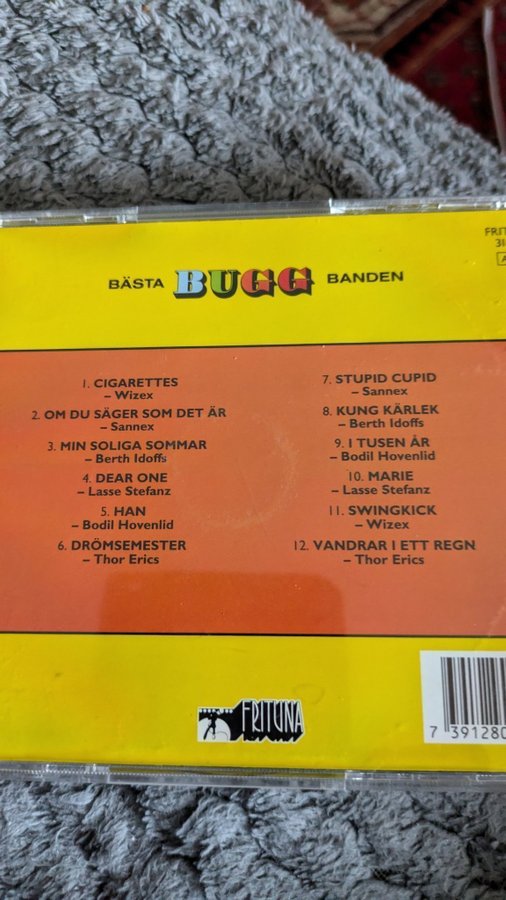 FRIT
31
BÄSTA BUGG BANDEN
1. CIGARETTES
– Wizex
2. OM DU SÄGER SOM DET ÄR
– Sannex
3. MIN SOLIGA SOMMAR
– Berth Idoffs
4. DEAR ONE
– Lasse Stefanz
5. HAN
– Bodil Hovenlid
6. DRÖMSEMESTER
– Thor Erics
7. STUPID CUPID
– Sannex
8. KUNG KÄRLEK
– Berth Idoffs
9. I TUSEN ÅR
– Bodil Hovenlid
10. MARIE
– Lasse Stefanz
11. SWINGKICK
– Wizex
12. VANDRAR I ETT REGN
– Thor Erics
FRITUNA
7 391280